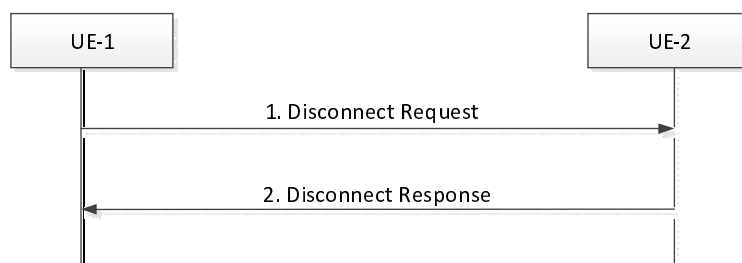 UE-1
UE-2
1. Disconnect Request
2. Disconnect Response